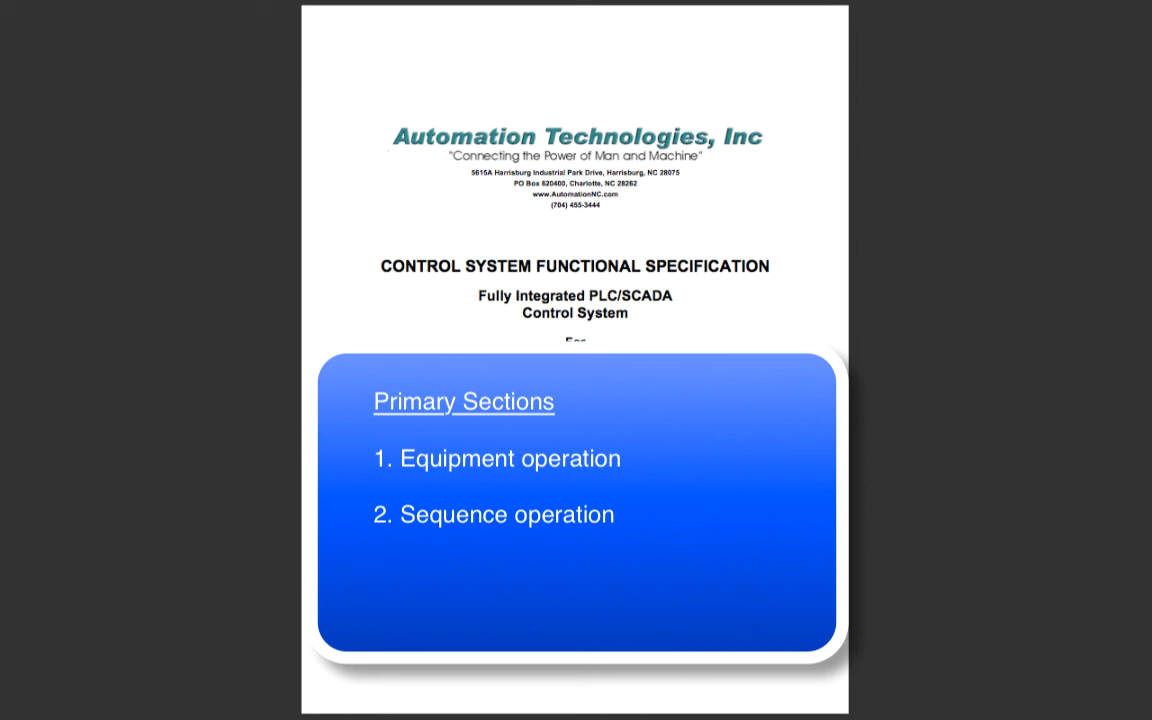 Automation Technologies, Inc
"Connecting the Power of Man and Machine"
5615A Harrisburg Industrial Park Drive, Harrisburg, NC 28075
PO Box 620400, Charlotte, NC 28262
www.AutomationNC.com
(704) 455-3444
CONTROL SYSTEM FUNCTIONAL SPECIFICATION
Fully Integrated PLC/SCADA
Control System
For
Primary Sections
1. Equipment operation
2. Sequence operation